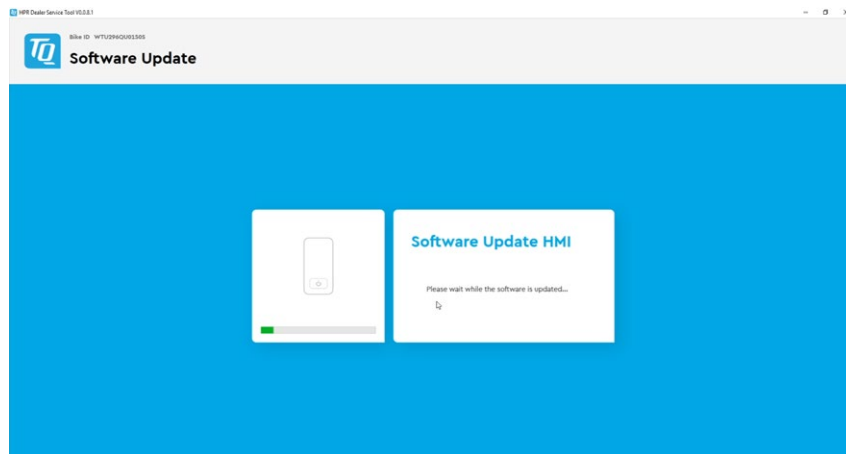 HPR Dealer Service Tool V0.0.8.1
TQ
Bike ID WTU296QU01505
Software Update
Software Update HMI
Please wait while the software is updated...